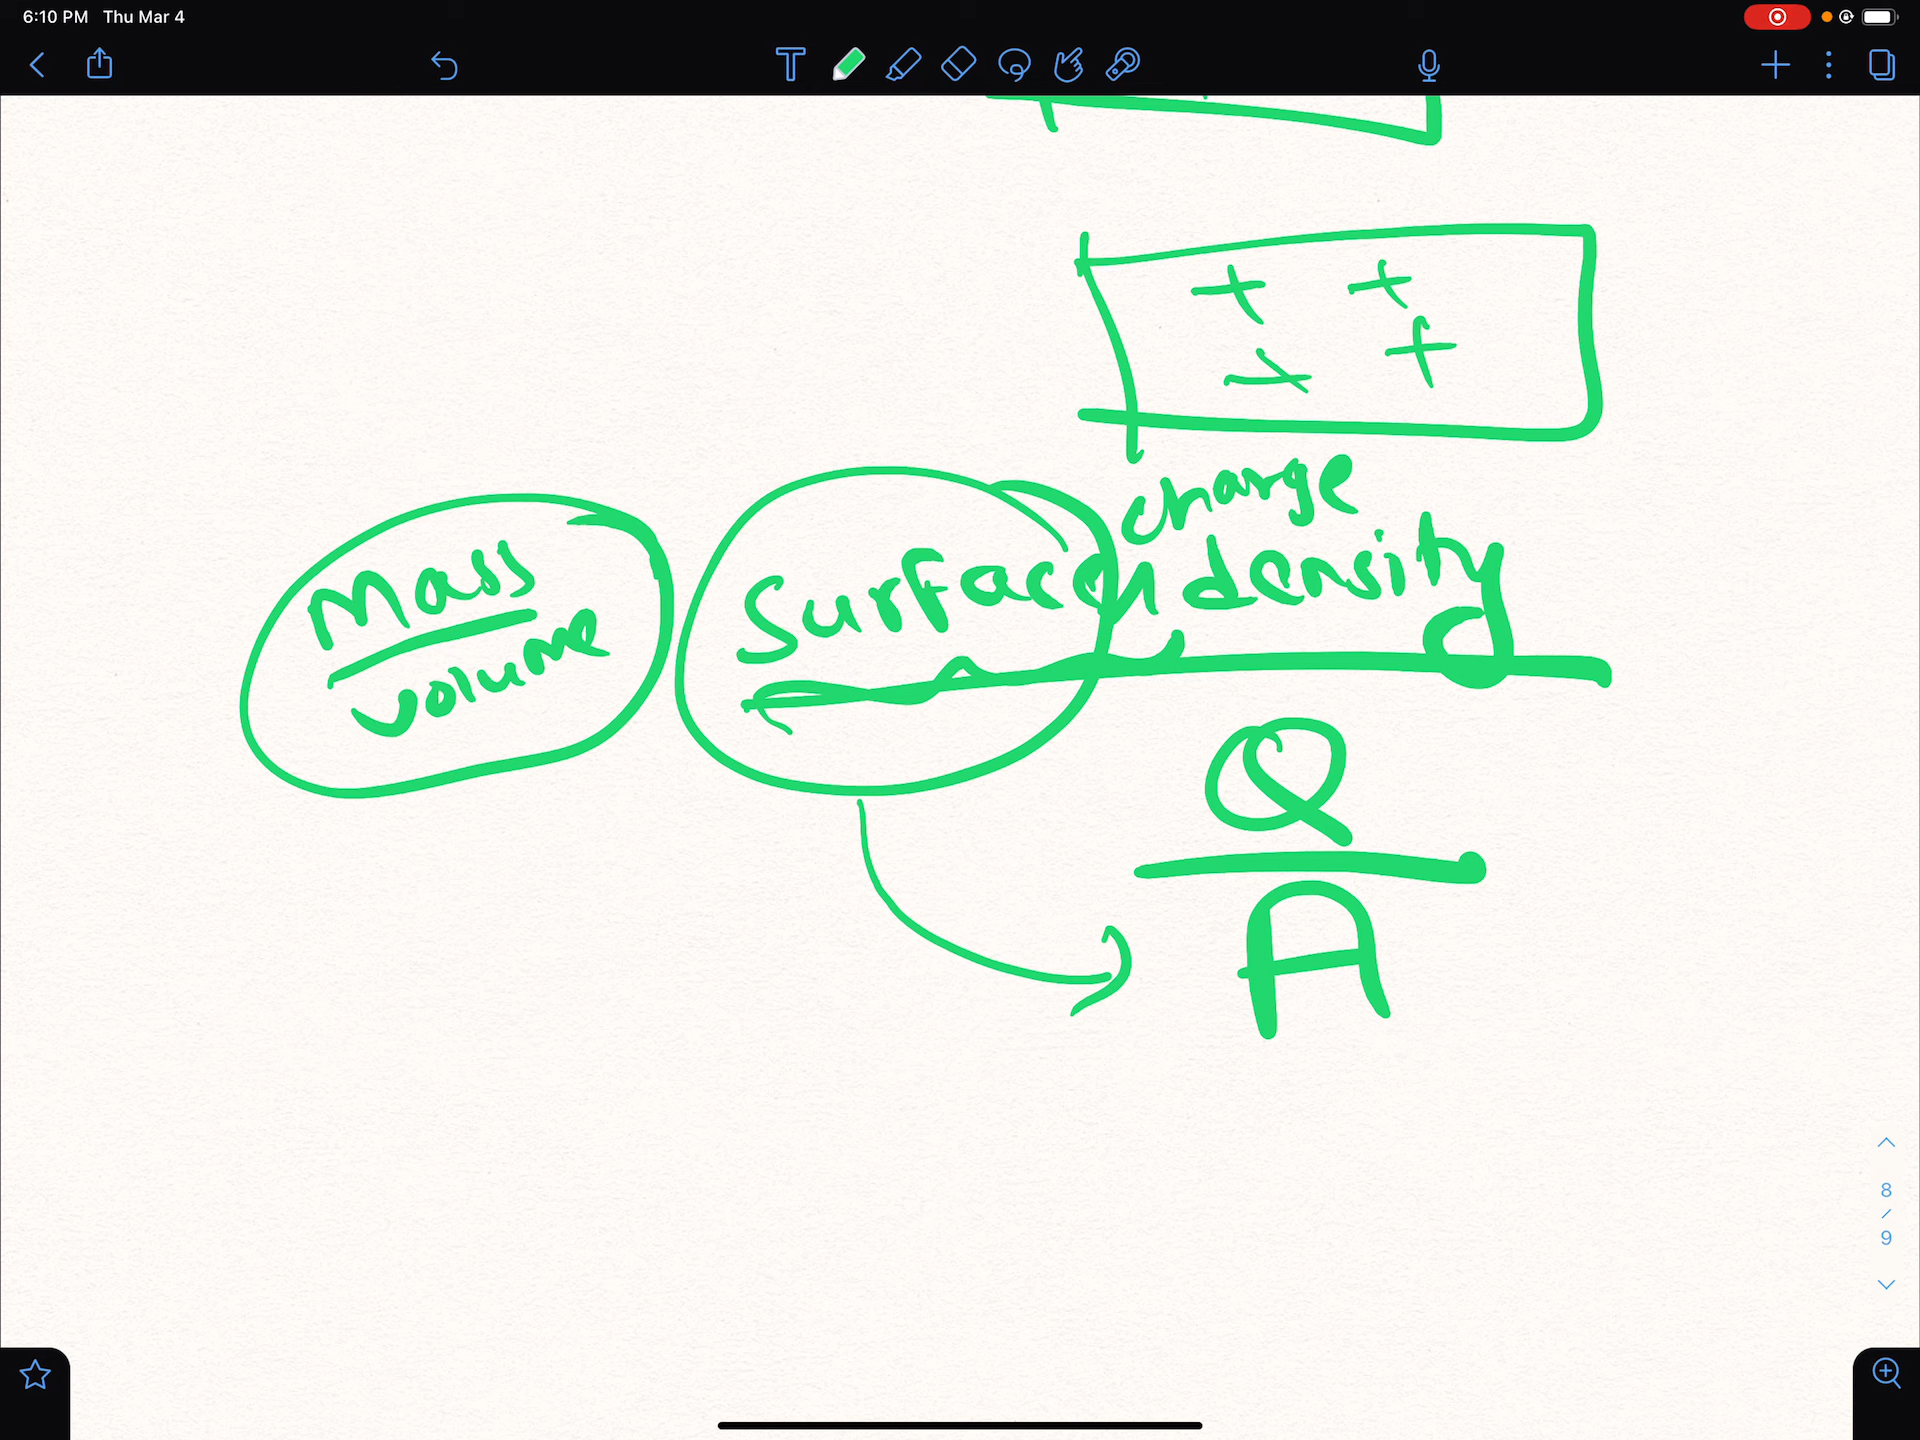 6:10 PM Thu Mar 4
+ +
+ +
charge
Surface density
Mass
volume
Q
A
8
/
9